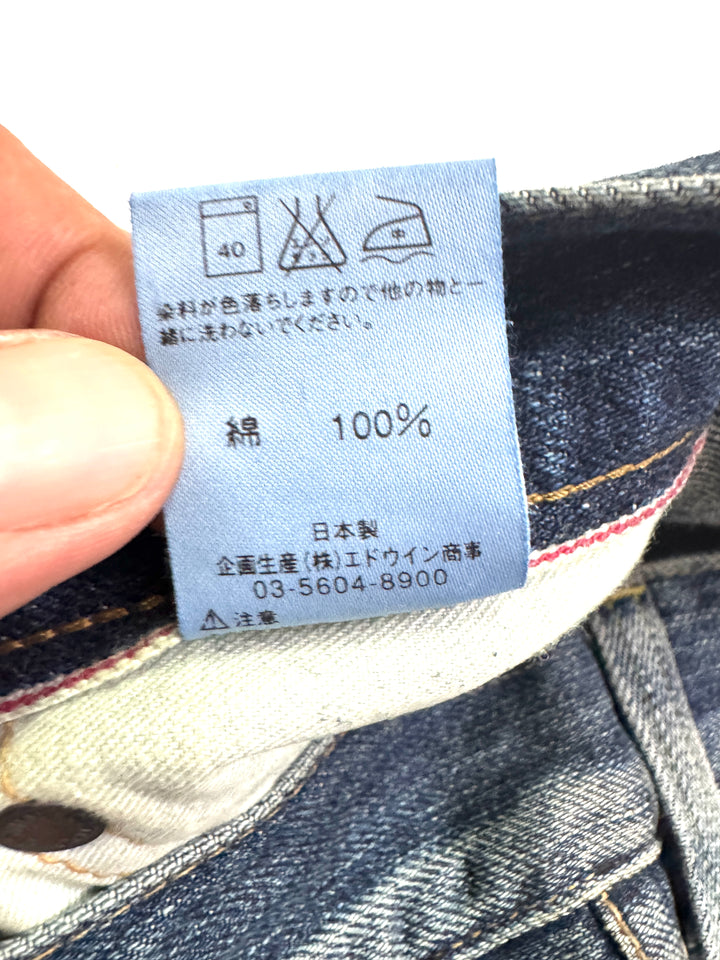 40
染料が色落ちしますので他の物と一
緒に洗わないでください。
綿 100%
日本製
企画生産(株)エドウイン商事
03-5604-8900
⚠注意